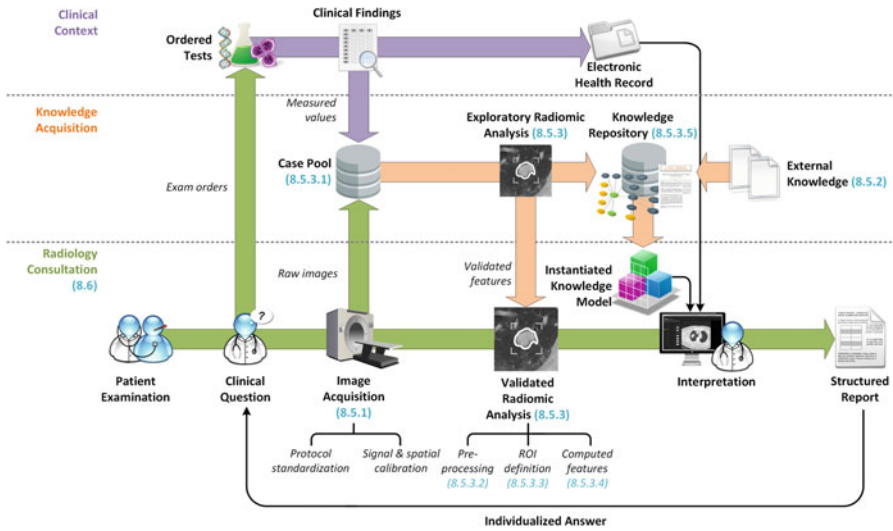 Clinical
Context
Clinical Findings
Ordered
Tests
Electronic
Health Record
Knowledge
Acquisition
Measured
values
Exploratory Radiomic
Analysis (8.5.3)
Knowledge
Repository (8.5.3.5)
Case Pool
(8.5.3.1)
External
Knowledge (8.5.2)
Exam orders
Radiology
Consultation
(8.6)
Raw images
Validated
features
Instantiated
Knowledge
Model
?
Patient
Examination
Clinical
Question
Image
Acquisition
(8.5.1)
Validated
Radiomic
Analysis (8.5.3)
Interpretation
Structured
Report
Protocol
standardization
Signal & spatial
calibration
Pre-
processing
(8.5.3.2)
ROI
definition
(8.5.3.3)
Computed
features
(8.5.3.4)
Individualized Answer